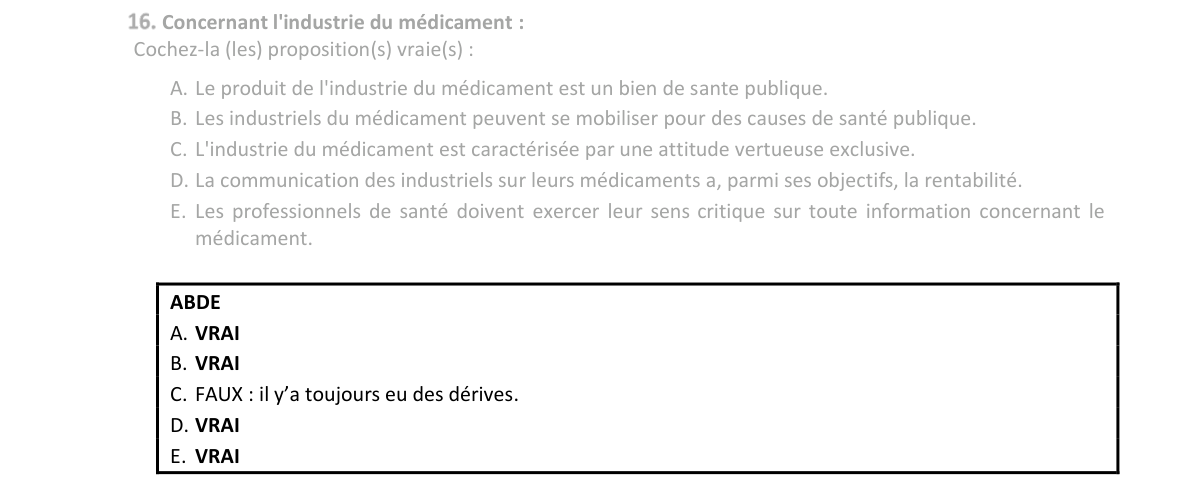 16. Concernant l'industrie du médicament :
Cochez-la (les) proposition(s) vraie(s) :
A. Le produit de l'industrie du médicament est un bien de sante publique.
B. Les industriels du médicament peuvent se mobiliser pour des causes de santé publique.
C. L'industrie du médicament est caractérisée par une attitude vertueuse exclusive.
D. La communication des industriels sur leurs médicaments a, parmi ses objectifs, la rentabilité.
E. Les professionnels de santé doivent exercer leur sens critique sur toute information concernant le
médicament.
ABDE
A. VRAI
B. VRAI
C. FAUX : il y’a toujours eu des dérives.
D. VRAI
E. VRAI